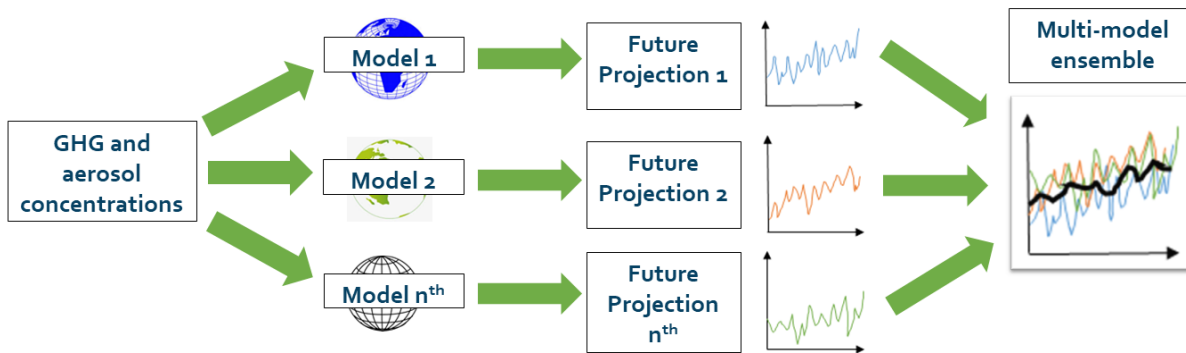 GHG and
aerosol
concentrations
Model 1
Model 2
Model nth
Future
Projection 1
Future
Projection 2
Future
Projection
nth
Multi-model
ensemble